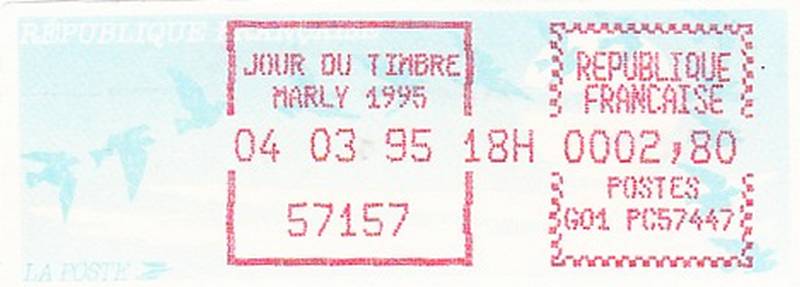 RÉPUBLIQUE FRANÇAISE
JOUR DU TIMBRE
MARLY 1995
04 03 95 18H
57157
REPUBLIQUE
FRANCAISE
0002,80
POSTES
G01 PC57447
LA POSTE